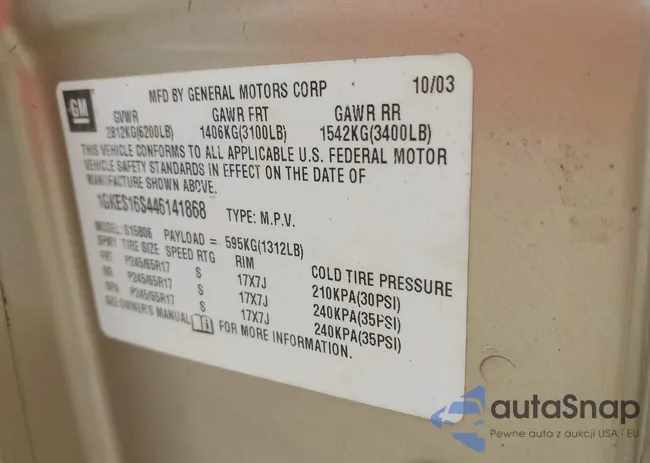 GM
MFD BY GENERAL MOTORS CORP 10/03
GVWR GAWR FRT GAWR RR
2812KG(6200LB) 1406KG(3100LB) 1542KG(3400LB)
THIS VEHICLE CONFORMS TO ALL APPLICABLE U.S. FEDERAL MOTOR
VEHICLE SAFETY STANDARDS IN EFFECT ON THE DATE OF
MANUFACTURE SHOWN ABOVE.
1GKES16S446141868 TYPE: M.P.V.
MODEL: S15806 PAYLOAD = 595KG(1312LB)
TIRE SIZE SPEED RTG RIM COLD TIRE PRESSURE
FRT P245/65R17 S 17X7J 210KPA(30PSI)
RR P245/65R17 S 17X7J 240KPA(35PSI)
SPA P245/65R17 S 17X7J 240KPA(35PSI)
SEE OWNER'S MANUAL FOR MORE INFORMATION.
autaSnap
Pewne auta z aukcji USA i EU